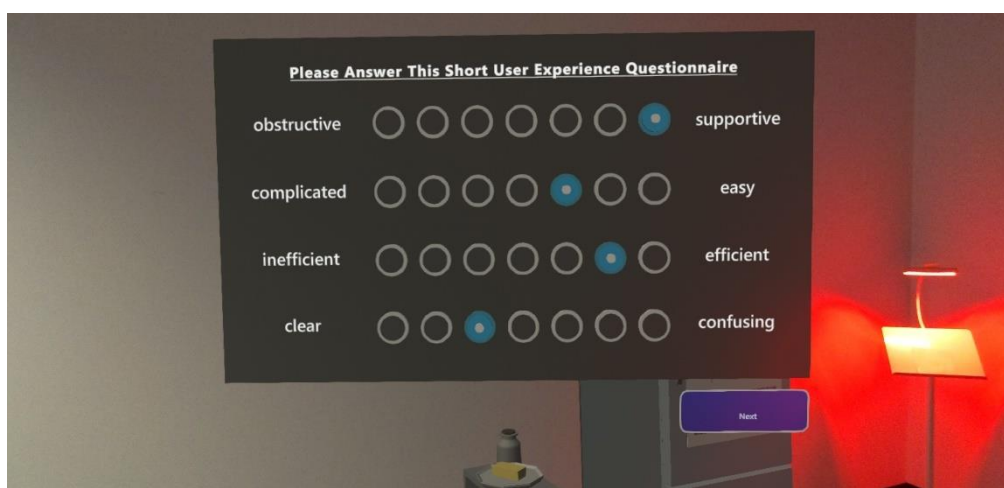 Please Answer This Short User Experience Questionnaire
obstructive supportive
complicated easy
inefficient efficient
clear confusing
Next